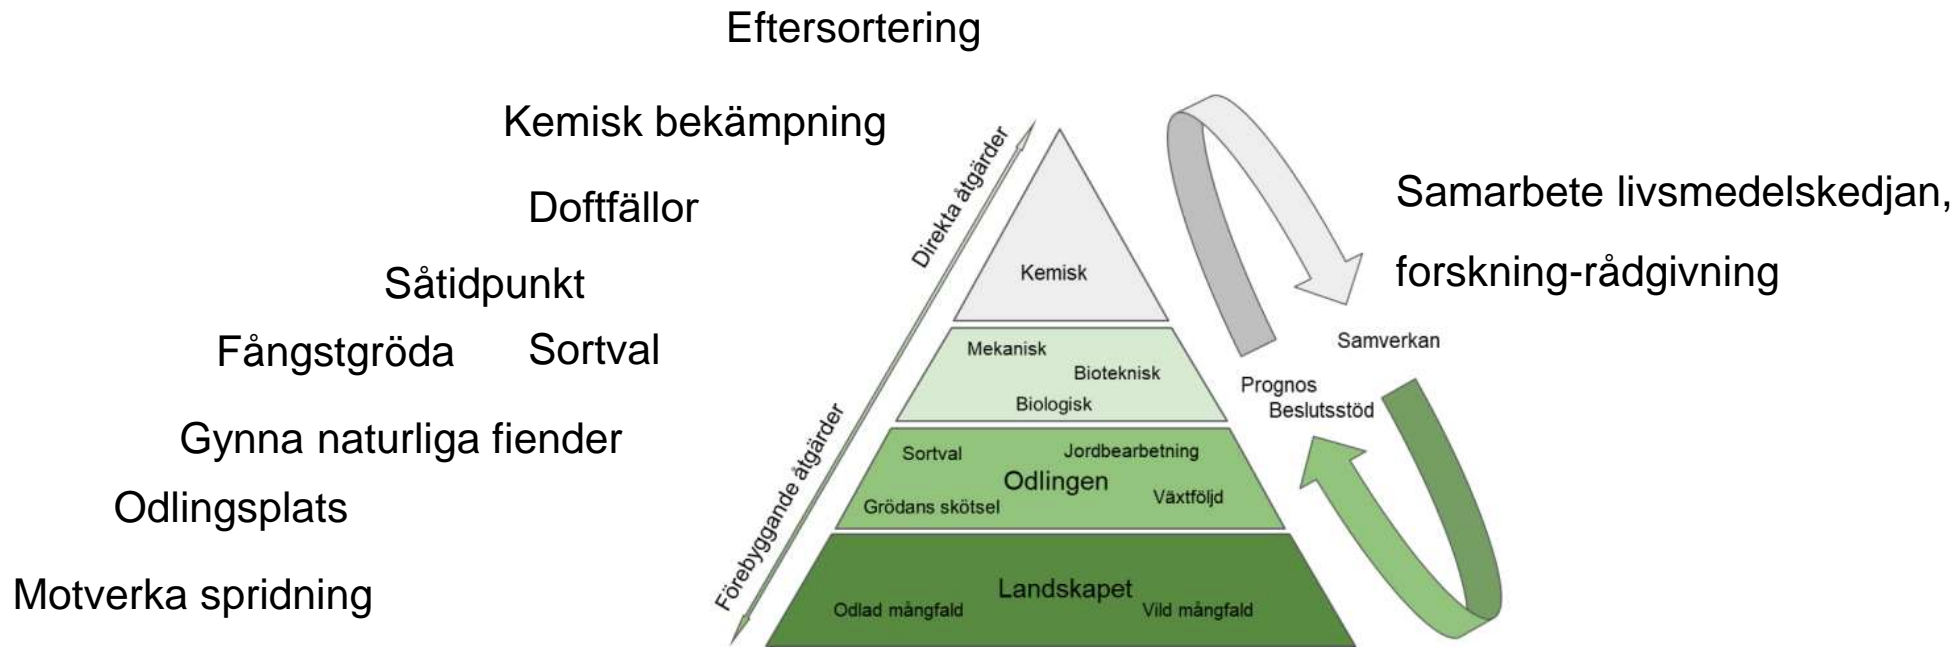 Eftersortering
Kemisk bekämpning
Doftfällor
Såtidpunkt
Fångstgröda
Sortval
Gynna naturliga fiender
Odlingsplats
Motverka spridning
Direkta åtgärder
Förebyggande åtgärder
Kemisk
Mekanisk
Bioteknisk
Biologisk
Sortval
Jordbearbetning
Odlingen
Växtföljd
Grödans skötsel
Landskapet
Odlad mångfald
Vild mångfald
Samarbete livsmedelskedjan,
forskning-rådgivning
Samverkan
Prognos
Beslutsstöd